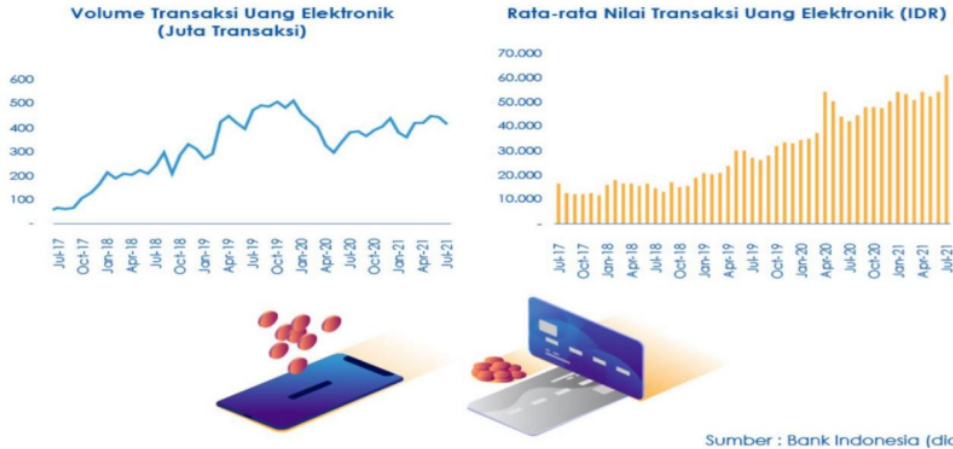 Volume Transaksi Uang Elektronik
(Juta Transaksi)
600
500
400
300
200
100
-
Jul-17
Oct-17
Jan-18
Apr-18
Jul-18
Oct-18
Jan-19
Apr-19
Jul-19
Oct-19
Jan-20
Apr-20
Jul-20
Oct-20
Jan-21
Apr-21
Jul-21
Rata-rata Nilai Transaksi Uang Elektronik (IDR)
70.000
60.000
50.000
40.000
30.000
20.000
10.000
-
Jul-17
Oct-17
Jan-18
Apr-18
Jul-18
Oct-18
Jan-19
Apr-19
Jul-19
Oct-19
Jan-20
Apr-20
Jul-20
Oct-20
Jan-21
Apr-21
Jul-21
Sumber : Bank Indonesia